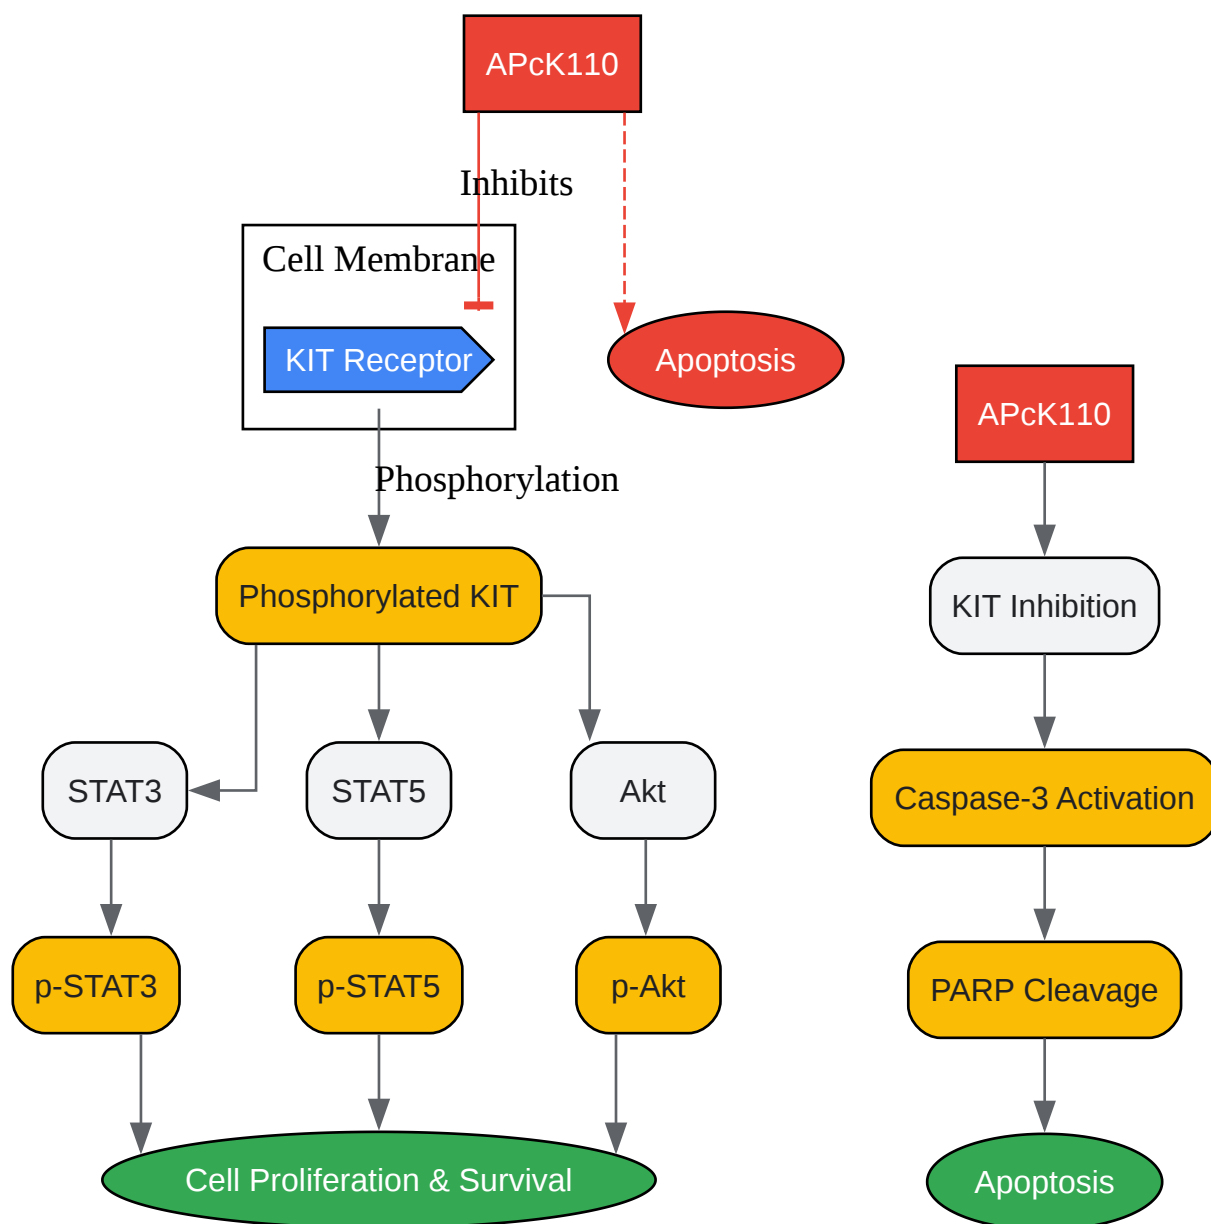 APcK110
Inhibits
Cell Membrane
KIT Receptor
Apoptosis
Phosphorylation
Phosphorylated KIT
STAT3
STAT5
Akt
p-STAT3
p-STAT5
p-Akt
Cell Proliferation & Survival
APcK110
KIT Inhibition
Caspase-3 Activation
PARP Cleavage
Apoptosis